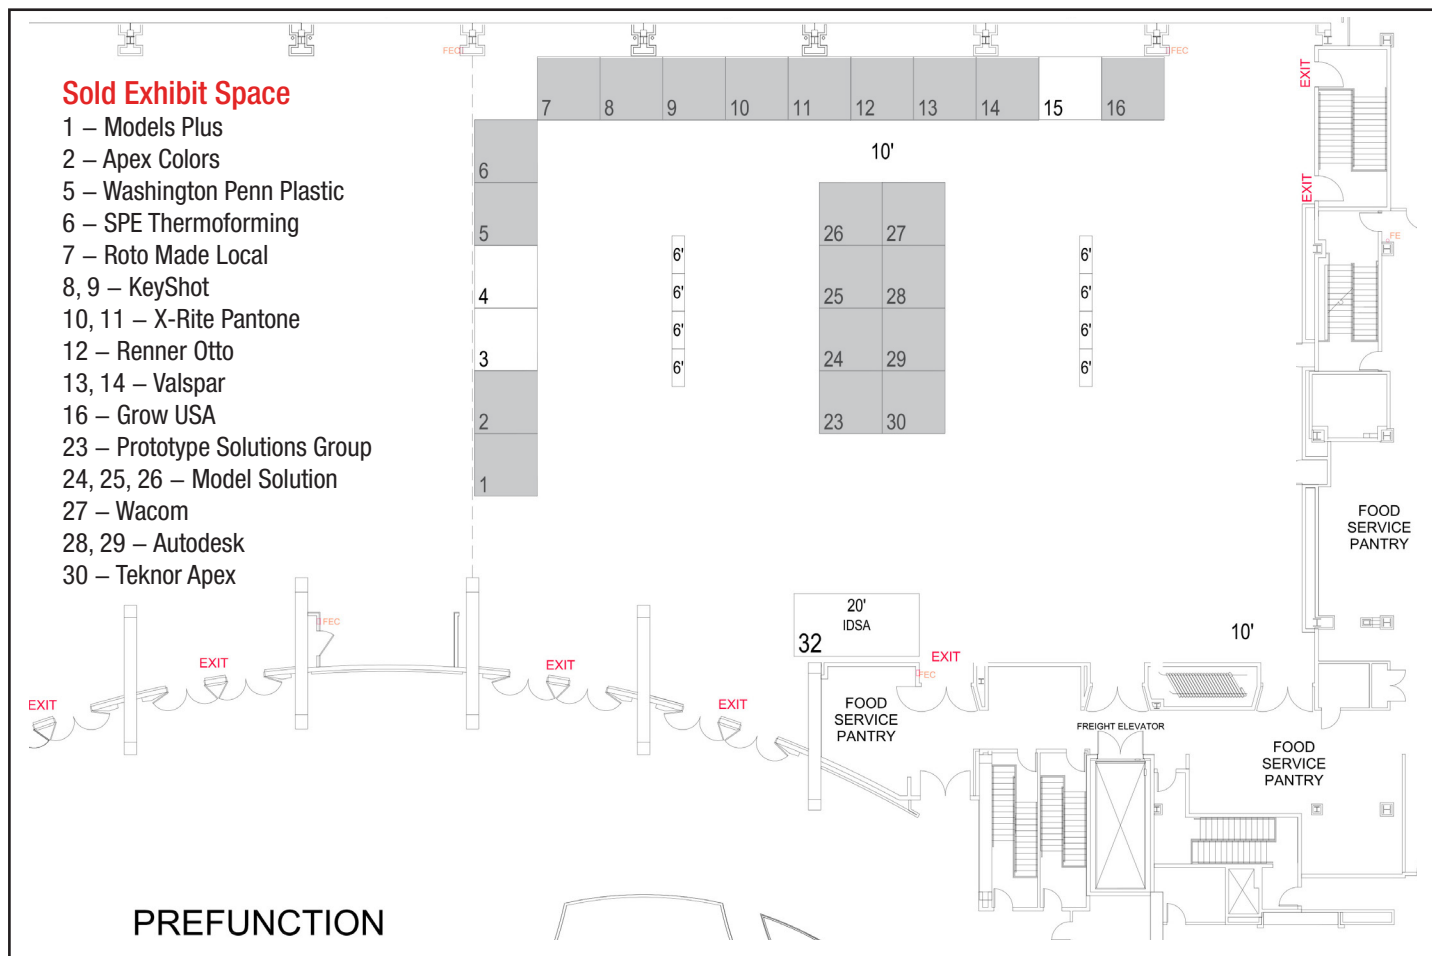 FEC
FEC
Sold Exhibit Space
1 – Models Plus
2 – Apex Colors
5 – Washington Penn Plastic
6 – SPE Thermoforming
7 – Roto Made Local
8, 9 – KeyShot
10, 11 – X-Rite Pantone
12 – Renner Otto
13, 14 – Valspar
16 – Grow USA
23 – Prototype Solutions Group
24, 25, 26 – Model Solution
27 – Wacom
28, 29 – Autodesk
30 – Teknor Apex
7 8 9 10 11 12 13 14 15 16
10'
6
5
4
3
2
1
26 27
25 28
24 29
23 30
6'
6'
6'
6'
6'
6'
6'
6'
EXIT
EXIT
FE
FOOD
SERVICE
PANTRY
20'
IDSA
32
10'
FEC
EXIT
EXIT
EXIT
EXIT
EXIT
FEC
FOOD
SERVICE
PANTRY
FREIGHT ELEVATOR
FOOD
SERVICE
PANTRY
PREFUNCTION